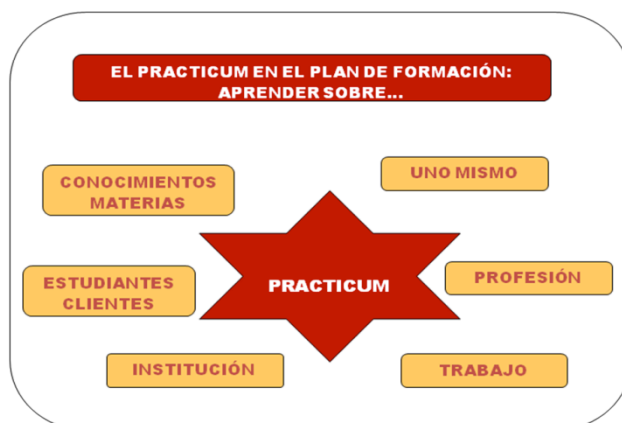 EL PRACTICUM EN EL PLAN DE FORMACIÓN:
APRENDER SOBRE...
CONOCIMIENTOS
MATERIAS
UNO MISMO
ESTUDIANTES
CLIENTES
PRACTICUM
PROFESIÓN
INSTITUCIÓN
TRABAJO